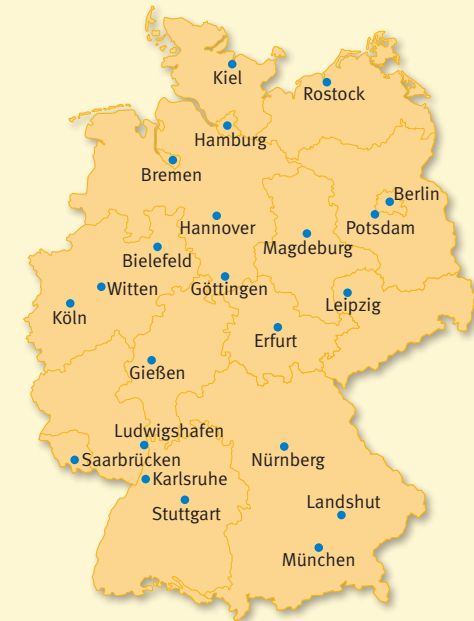 Kiel
Rostock
Hamburg
Bremen
Berlin
Potsdam
Hannover
Magdeburg
Bielefeld
Witten
Göttingen
Leipzig
Köln
Erfurt
Gießen
Ludwigshafen
Saarbrücken
Nürnberg
Karlsruhe
Landshut
Stuttgart
München